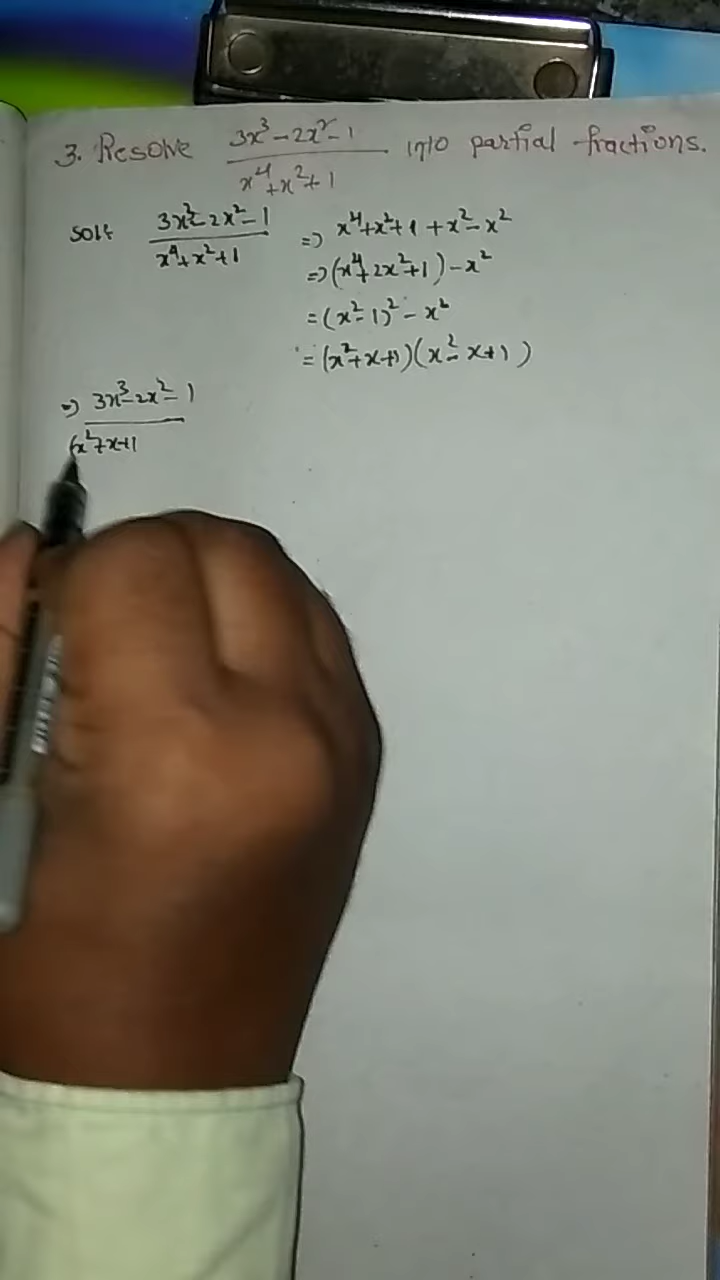 3. Resolve (3x³-2x²-1)/(x⁴+x²+1) into partial fractions.
Sol: (3x³-2x²-1)/(x⁴+x²+1) => x⁴+x²+1+x²-x²
=> (x⁴+2x²+1)-x²
= (x²-1)²-x²
= (x²+x+1)(x²-x+1)
=> (3x³-2x²-1)/(x²+x+1